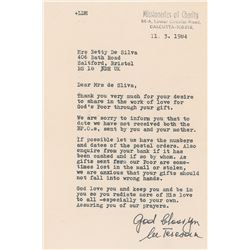 +LDM
Missionaries of Charity
54-A, Lower Circular Road,
CALCUTTA-700016.
11. 3. 1984
Mrs Betty De Silva
406 Bath Road
Saltford, Bristol
BS 18 3DH UK
Dear Mrs de Sliva,
Thank you very much for your desire
to share in the work of love for
God's Poor through your gift.
We are sorry to inform you that to
date we have not received both the
MP.O.s, sent by you and your mother.
If possible let us have the numbers
and dates of the postal orders. Also
enquire from your bank if it has
been cashed and if so by whom. As
gifts sent from our Poor are some-
times lost in the mail or stolen,
we are anxious that your gifts should
not fall into wrong hands.
God love you and keep you and be in
you so you radiate more of His love
to all -especially in your own.
Assuring you of our prayers.
God bless you
lee Teresa m.c